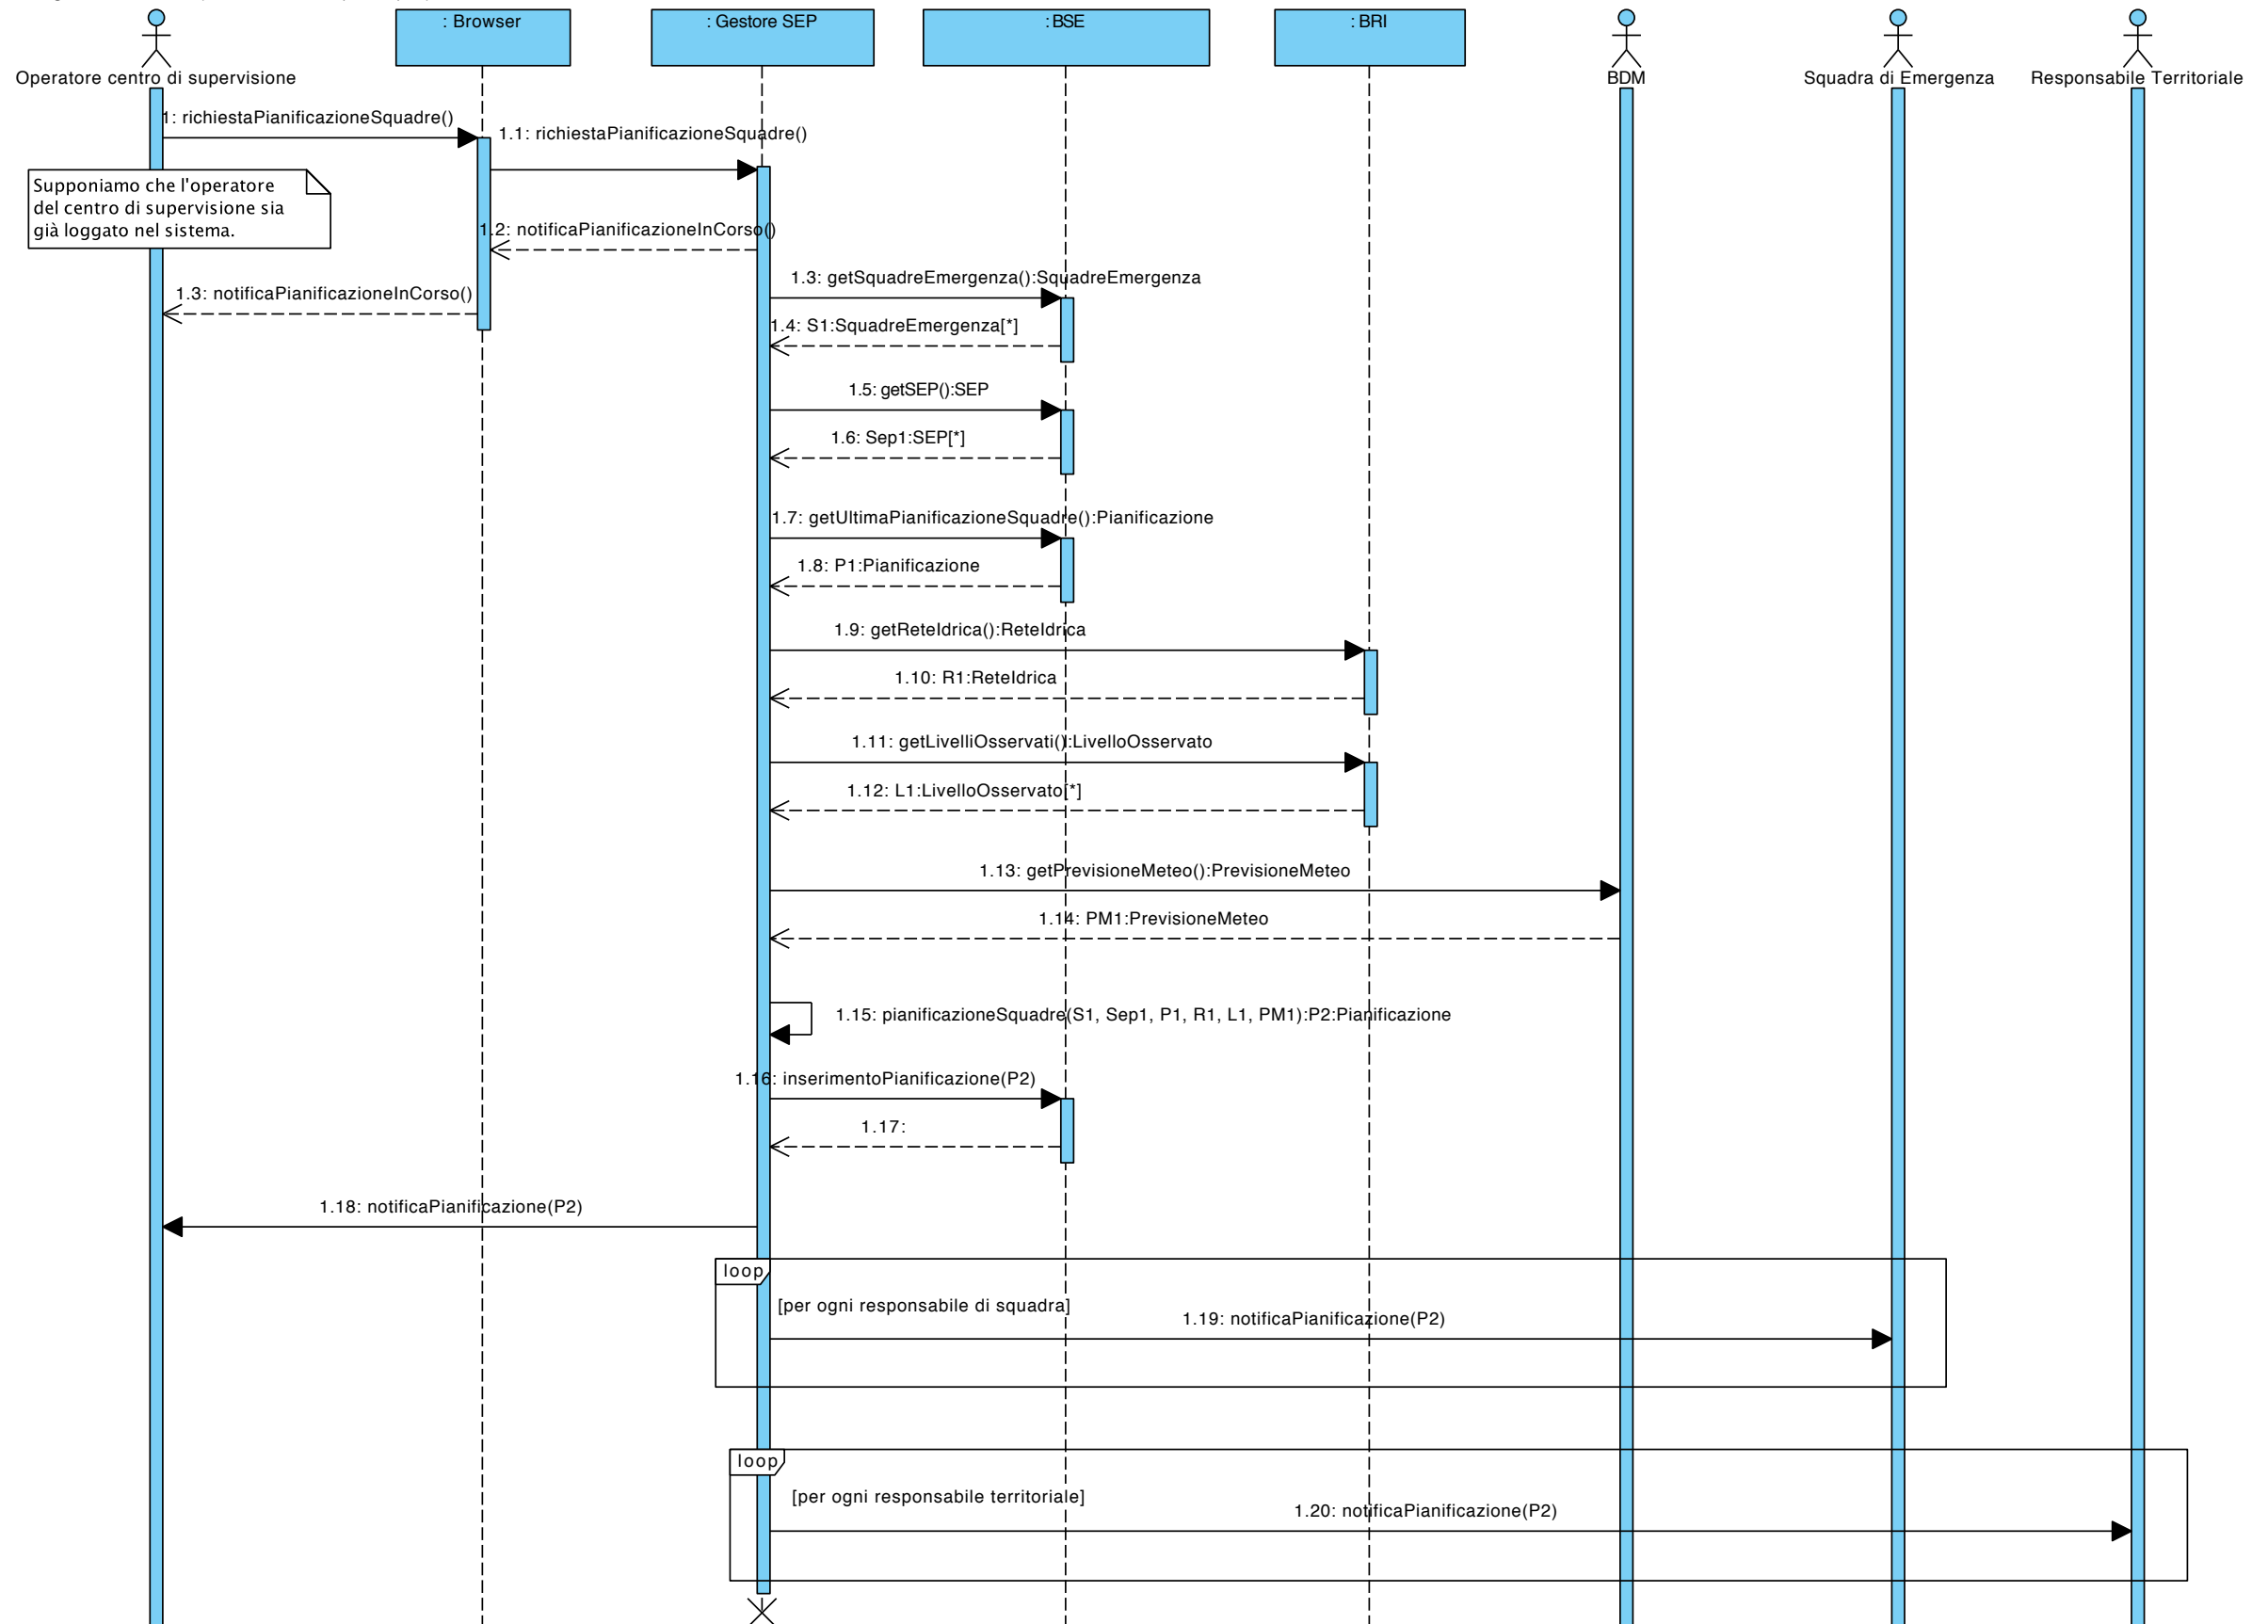 : Browser
: Gestore SEP
: BSE
: BRI
Operatore centro di supervisione
BDM
Squadra di Emergenza
Responsabile Territoriale
1: richiestaPianificazioneSquadre()
1.1: richiestaPianificazioneSquadre()
Supponiamo che l'operatore
del centro di supervisione sia
già loggato nel sistema.
1.2: notificaPianificazioneInCorso()
1.3: getSquadreEmergenza():SquadreEmergenza
1.3: notificaPianificazioneInCorso()
1.4: S1:SquadreEmergenza[*]
1.5: getSEP():SEP
1.6: Sep1:SEP[*]
1.7: getUltimaPianificazioneSquadre():Pianificazione
1.8: P1:Pianificazione
1.9: getReteIdrica():ReteIdrica
1.10: R1:ReteIdrica
1.11: getLivelliOsservati():LivelloOsservato
1.12: L1:LivelloOsservato[*]
1.13: getPrevisioneMeteo():PrevisioneMeteo
1.14: PM1:PrevisioneMeteo
1.15: pianificazioneSquadre(S1, Sep1, P1, R1, L1, PM1):P2:Pianificazione
1.16: inserimentoPianificazione(P2)
1.17:
1.18: notificaPianificazione(P2)
loop
[per ogni responsabile di squadra]
1.19: notificaPianificazione(P2)
loop
[per ogni responsabile territoriale]
1.20: notificaPianificazione(P2)